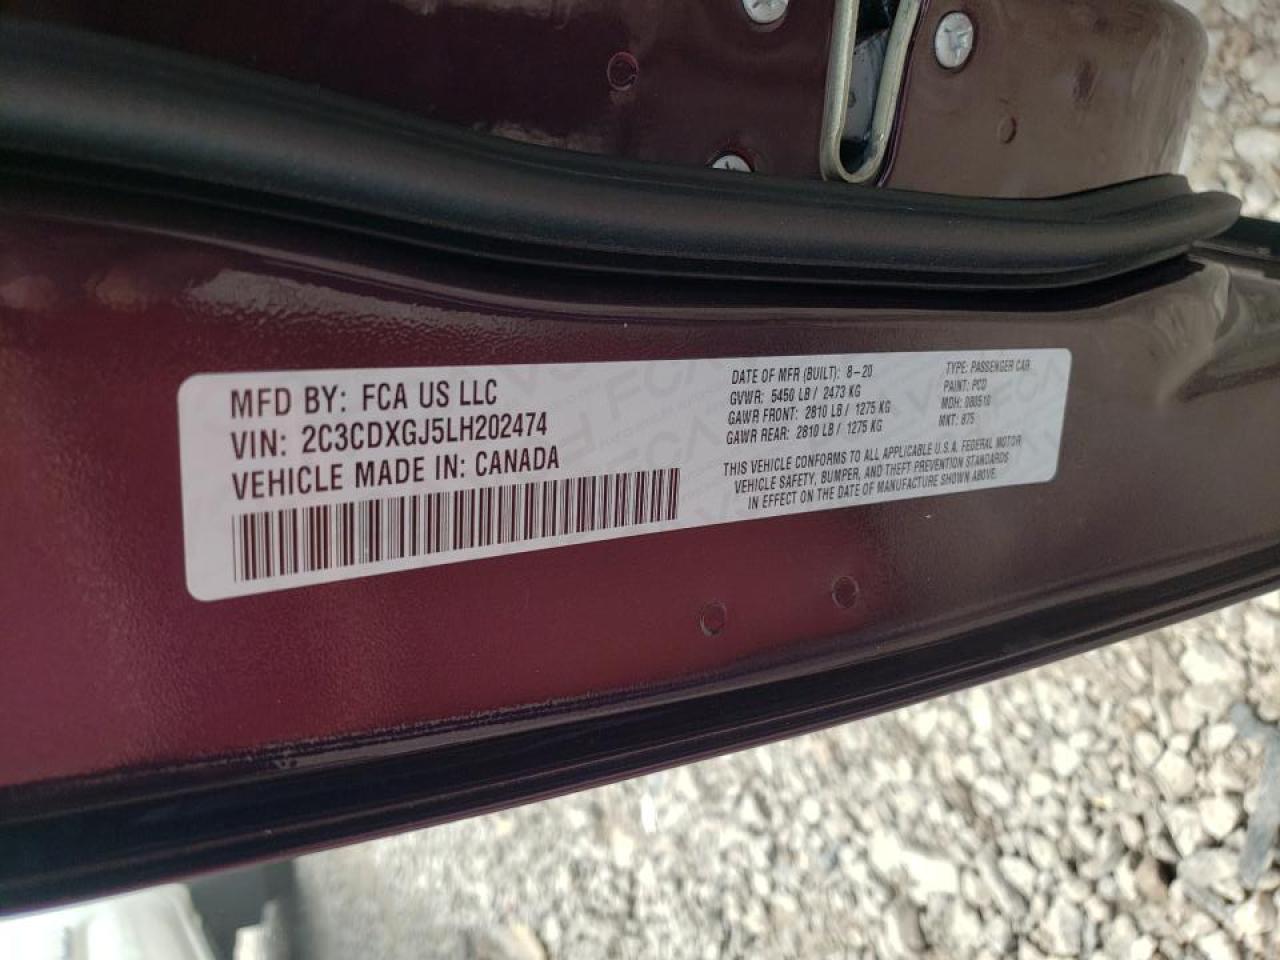 MFD BY: FCA US LLC
VIN: 2C3CDXGJ5LH202474
VEHICLE MADE IN: CANADA
DATE OF MFR (BUILT): 8-20
GVWR: 5450 LB / 2473 KG
GAWR FRONT: 2810 LB / 1275 KG
GAWR REAR: 2810 LB / 1275 KG
TYPE: PASSENGER CAR
PAINT: PCD
MDH: 080510
MKT: 875
THIS VEHICLE CONFORMS TO ALL APPLICABLE U.S.A. FEDERAL MOTOR
VEHICLE SAFETY, BUMPER, AND THEFT PREVENTION STANDARDS
IN EFFECT ON THE DATE OF MANUFACTURE SHOWN ABOVE.